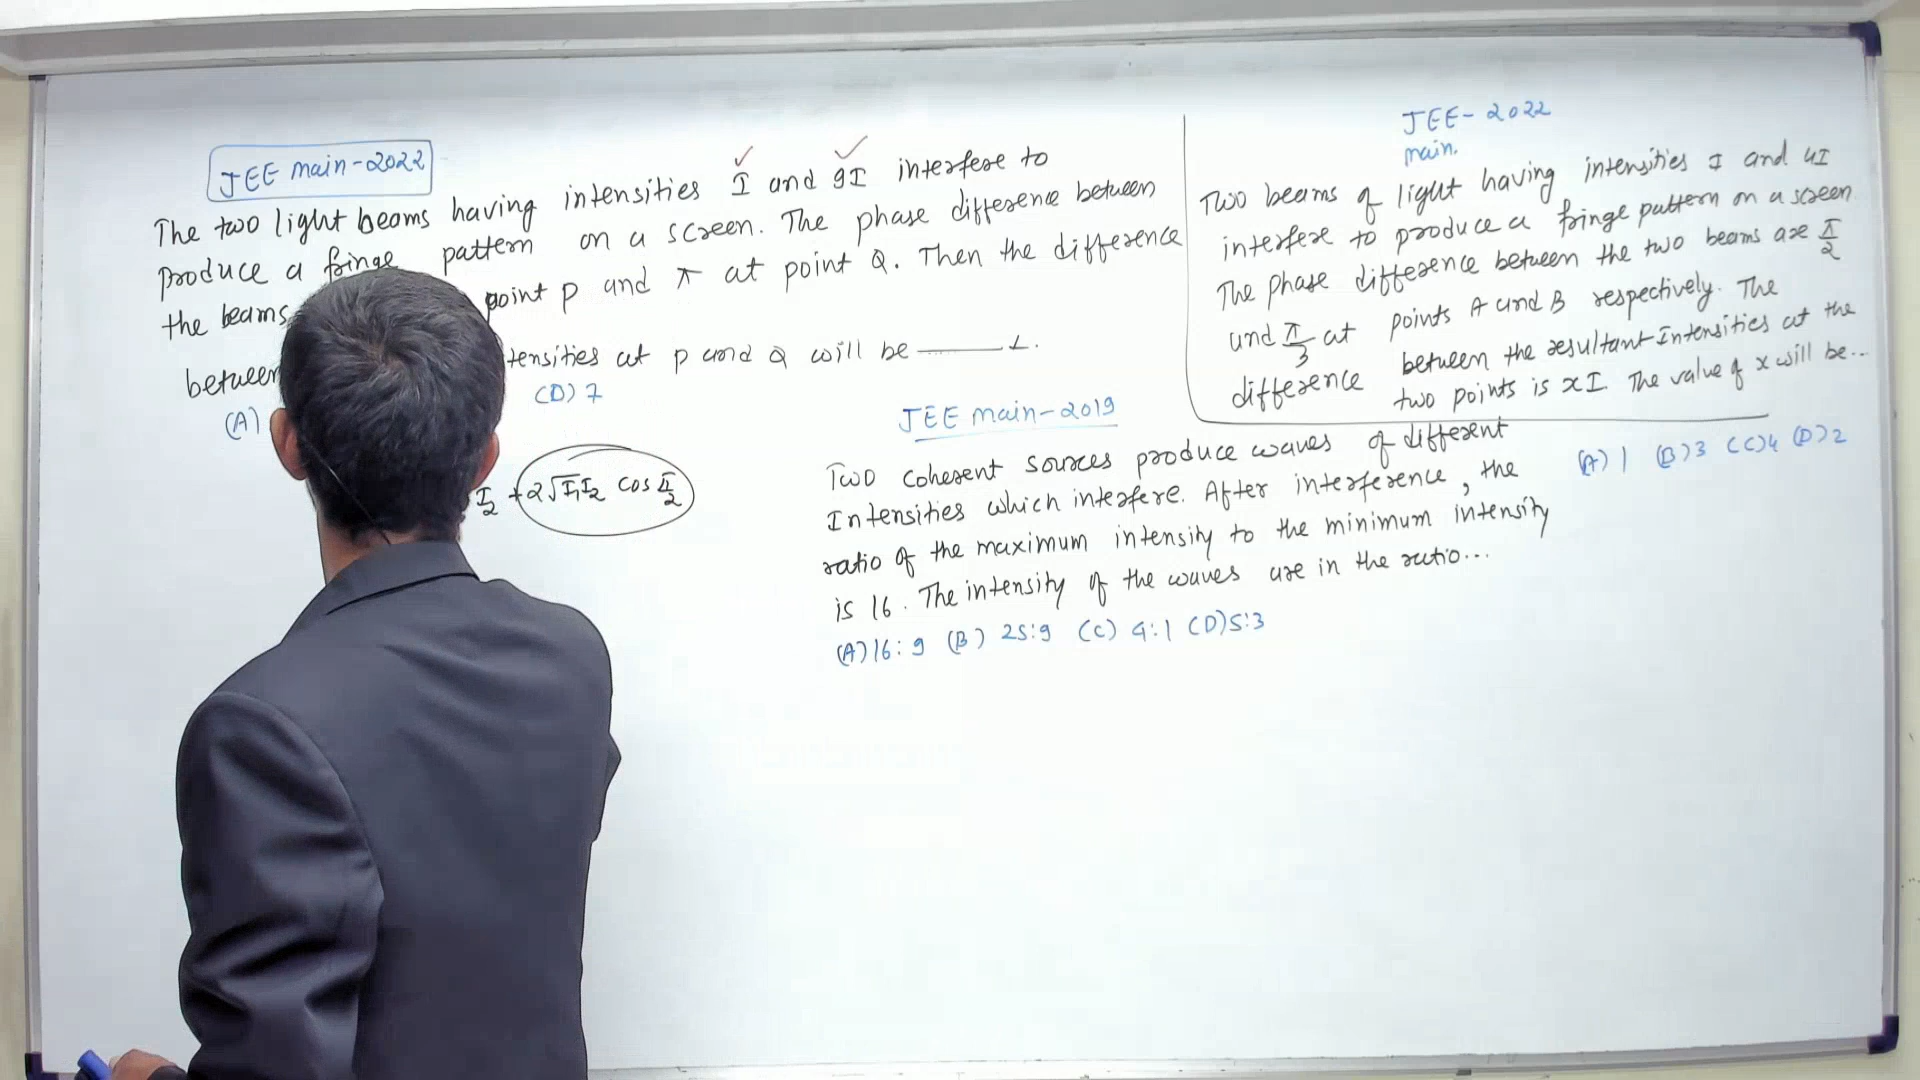 JEE main-2022
The two light beams having intensities I and 9I interfere to
produce a fringe pattern on a screen. The phase difference between
the beams point P and π at point Q. Then the difference
between tensities at P and Q will be ——— I.
(A) (D) 7
I₂ + 2√I₁I₂ cos π/2
JEE-2022
main.
Two beams of light having intensities I and 4I
interfere to produce a fringe pattern on a screen
The phase difference between the two beams are π/2
and π/3 at points A and B respectively. The
difference between the resultant Intensities at the
two points is xI. The value of x will be...
(A) 1 (B) 3 (C) 4 (D) 2
JEE main-2019
Two coherent sources produce waves of different
Intensities which interfere. After interference, the
ratio of the maximum intensity to the minimum intensity
is 16. The intensity of the waves are in the ratio...
(A) 16:9 (B) 25:9 (C) 4:1 (D) 5:3